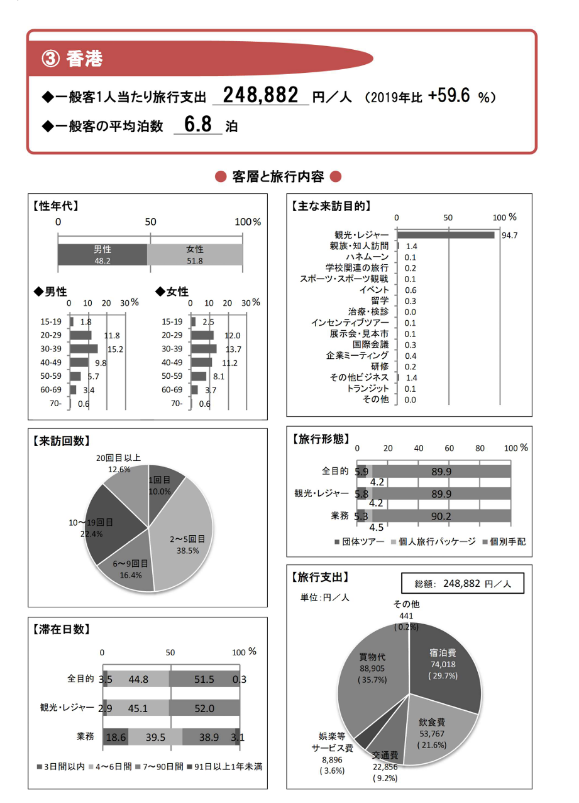 ③ 香港
◆一般客1人当たり旅行支出 248,882 円／人 （2019年比 +59.6 %）
◆一般客の平均泊数 6.8 泊
● 客層と旅行内容 ●
【性年代】
0 50 100 %
男性 女性
48.2 51.8
◆男性 ◆女性
0 10 20 30 % 0 10 20 30 %
15-19 1.8 15-19 2.5
20-29 11.8 20-29 12.0
30-39 15.2 30-39 13.7
40-49 9.8 40-49 11.2
50-59 5.7 50-59 8.1
60-69 3.4 60-69 3.7
70- 0.6 70- 0.6
【主な来訪目的】
0 50 100 %
観光・レジャー 94.7
親族・知人訪問 1.4
ハネムーン 0.1
学校関連の旅行 0.2
スポーツ・スポーツ観戦 0.1
イベント 0.6
留学 0.3
治療・検診 0.0
インセンティブツアー 0.1
展示会・見本市 0.1
国際会議 0.3
企業ミーティング 0.4
研修 0.2
その他ビジネス 1.4
トランジット 0.1
その他 0.0
【来訪回数】
1回目
10.0%
2～5回目
38.5%
6～9回目
16.4%
10～19回目
22.4%
20回目以上
12.6%
【旅行形態】
0 20 40 60 80 100 %
全目的 5.9 4.2 89.9
観光・レジャー 5.8 4.2 89.9
業務 5.3 4.5 90.2
■団体ツアー ■個人旅行パッケージ ■個別手配
【滞在日数】
0 50 100 %
全目的 3.5 44.8 51.5 0.3
観光・レジャー 2.9 45.1 52.0
業務 18.6 39.5 38.9 3.1
■3日間以内 ■4～6日間 ■7～90日間 ■91日以上1年未満
【旅行支出】
総額： 248,882 円／人
単位：円／人
その他
441
( 0.2%)
宿泊費
74,018
( 29.7%)
飲食費
53,767
( 21.6%)
交通費
22,856
( 9.2%)
娯楽等
サービス費
8,896
( 3.6%)
買物代
88,905
( 35.7%)